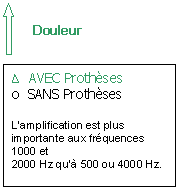 Douleur
Δ AVEC Prothèses
o SANS Prothèses
L'amplification est plus
importante aux fréquences
1000 et
2000 Hz qu'à 500 ou 4000 Hz.